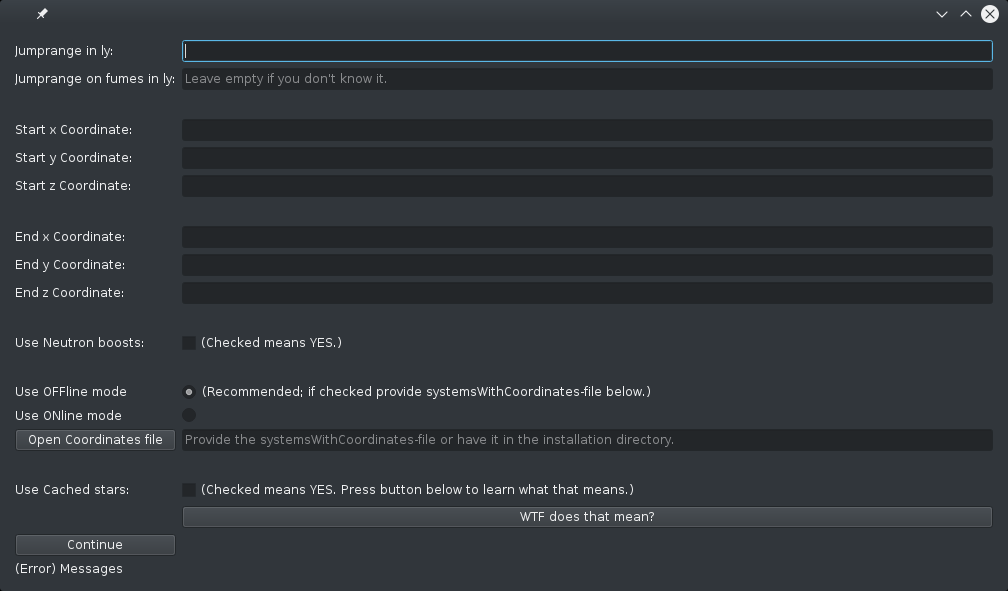 Jumprange in ly:
Jumprange on fumes in ly: Leave empty if you don't know it.
Start x Coordinate:
Start y Coordinate:
Start z Coordinate:
End x Coordinate:
End y Coordinate:
End z Coordinate:
Use Neutron boosts: (Checked means YES.)
Use OFFline mode (Recommended; if checked provide systemsWithCoordinates-file below.)
Use ONline mode
Open Coordinates file Provide the systemsWithCoordinates-file or have it in the installation directory.
Use Cached stars: (Checked means YES. Press button below to learn what that means.)
WTF does that mean?
Continue
(Error) Messages